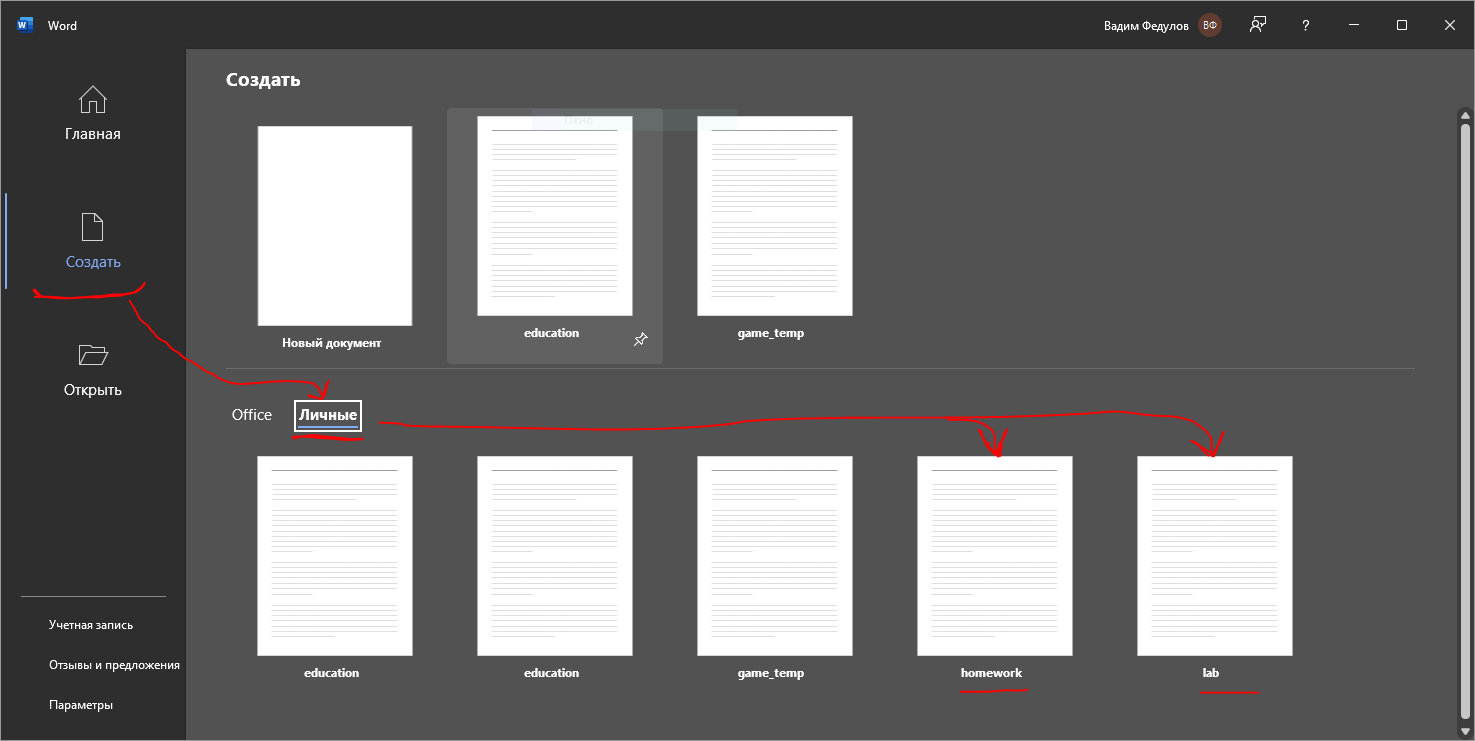 Word
Вадим Федулов ВФ ?
Главная
Создать
Открыть
Учетная запись
Отзывы и предложения
Параметры
Создать
Окно
Новый документ
education
game_temp
Office Личные
education
education
game_temp
homework
lab